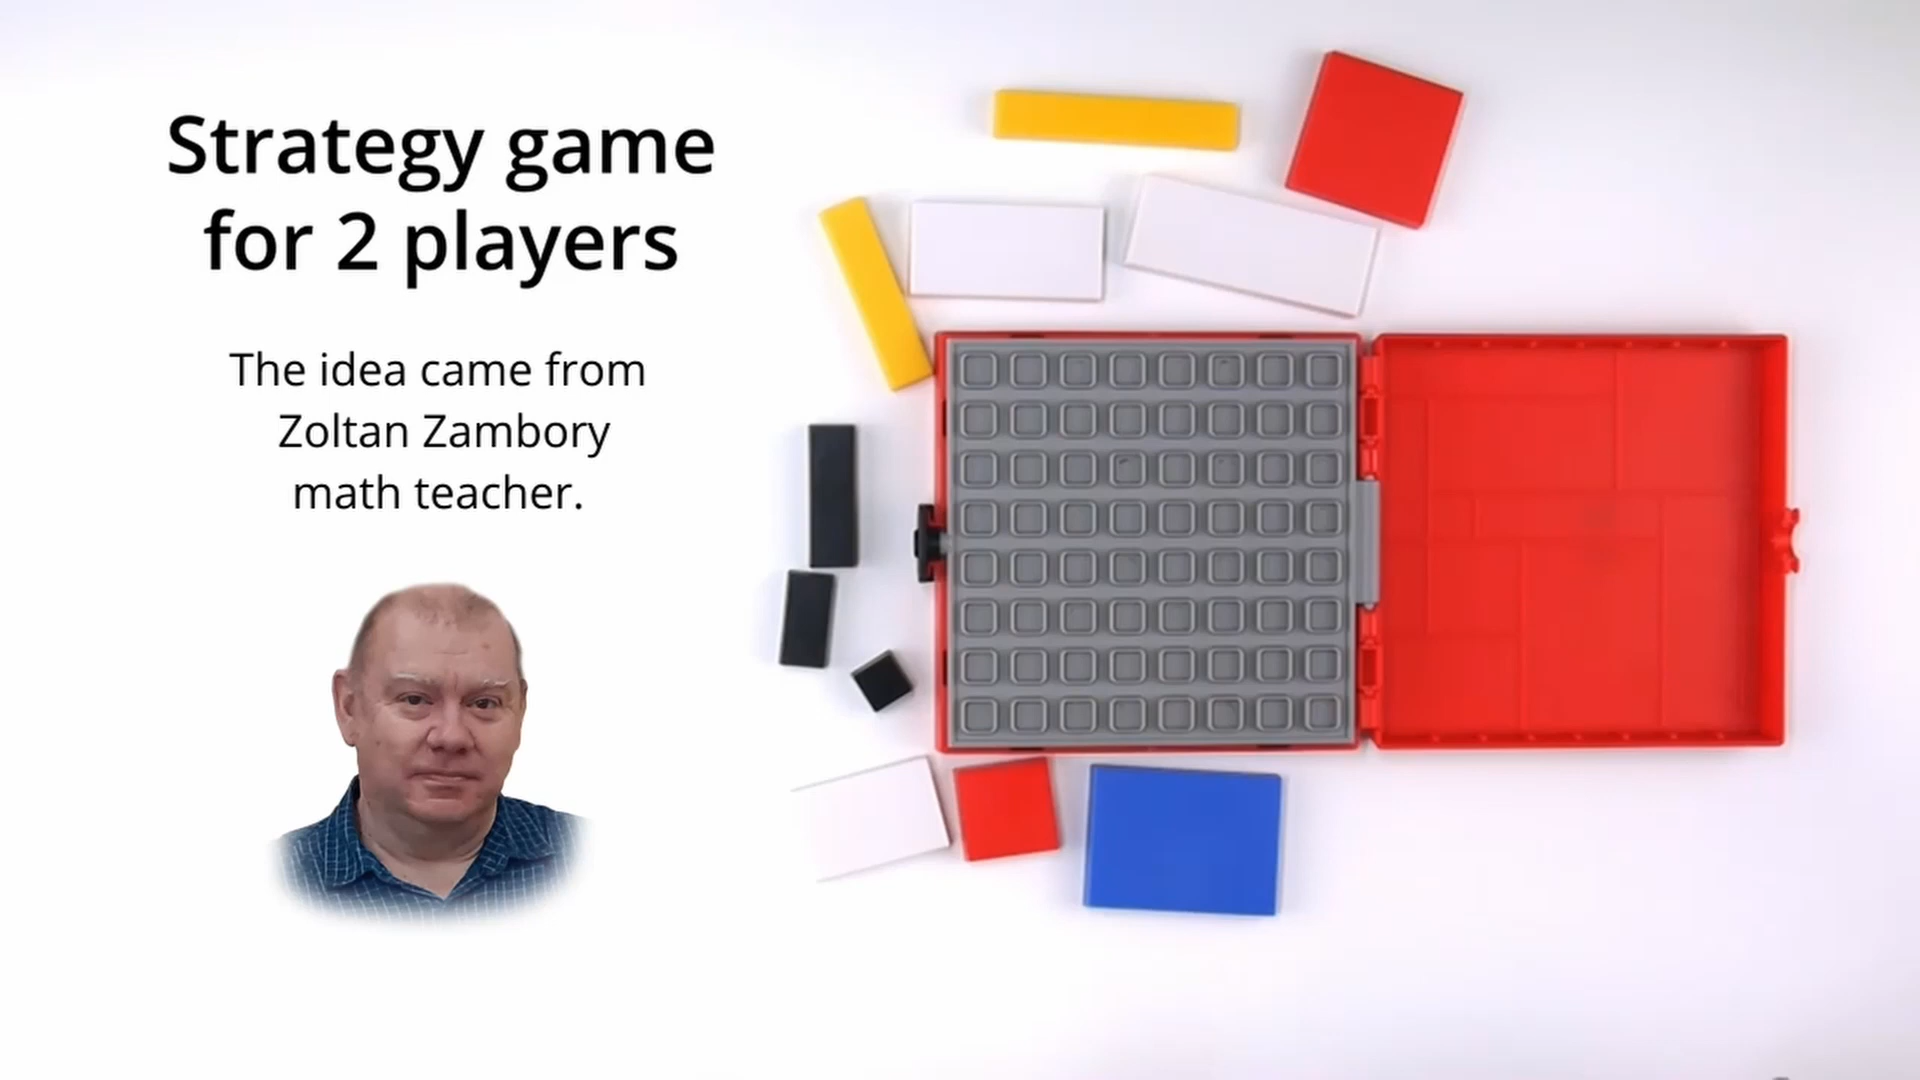 Strategy game
for 2 players
The idea came from
Zoltan Zambory
math teacher.